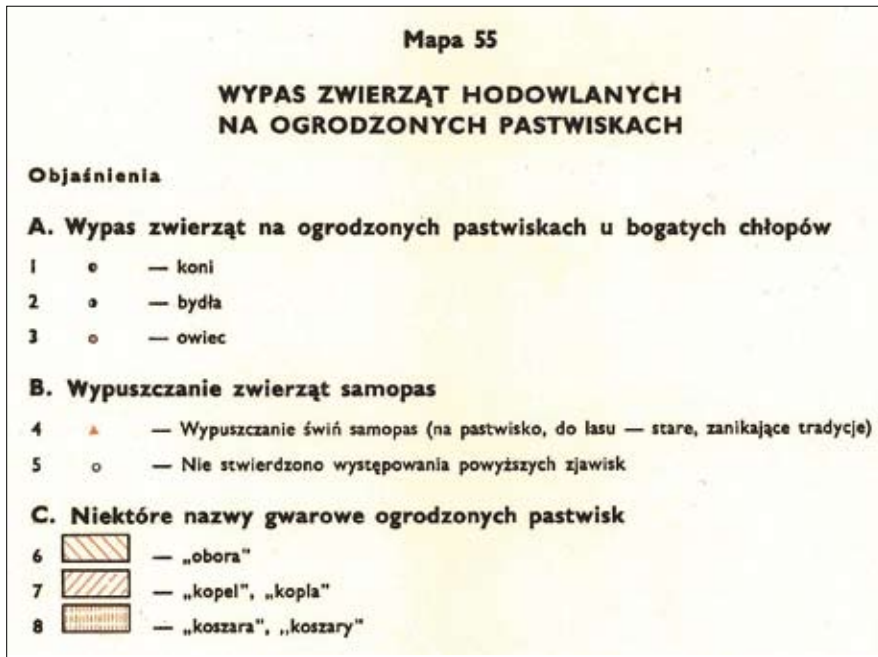 Mapa 55
WYPAS ZWIERZĄT HODOWLANYCH
NA OGRODZONYCH PASTWISKACH
Objaśnienia
A. Wypas zwierząt na ogrodzonych pastwiskach u bogatych chłopów
1 — koni
2 — bydła
3 — owiec
B. Wypuszczanie zwierząt samopas
4 — Wypuszczanie świń samopas (na pastwisko, do lasu — stare, zanikające tradycje)
5 — Nie stwierdzono występowania powyższych zjawisk
C. Niektóre nazwy gwarowe ogrodzonych pastwisk
6 — „obora”
7 — „kopel”, „kopla”
8 — „koszara”, „koszary”